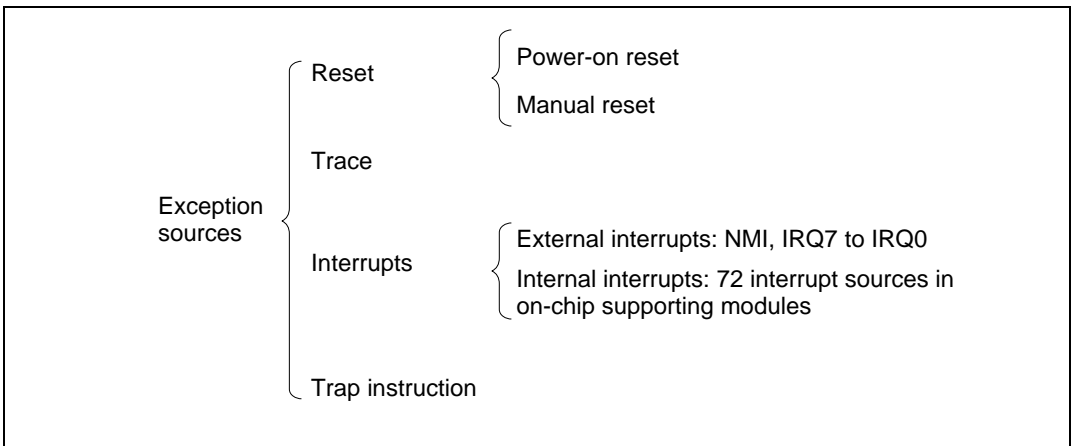 Exception
sources
Reset
Power-on reset
Manual reset
Trace
Interrupts
External interrupts: NMI, IRQ7 to IRQ0
Internal interrupts: 72 interrupt sources in
on-chip supporting modules
Trap instruction